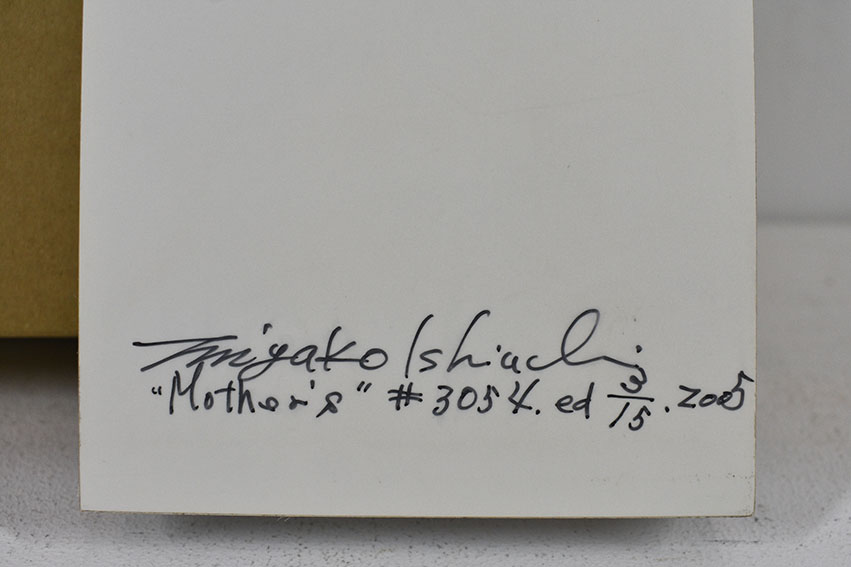 Miyako Ishiuchi
"Mother's" #3054. ed 3/15. 2005